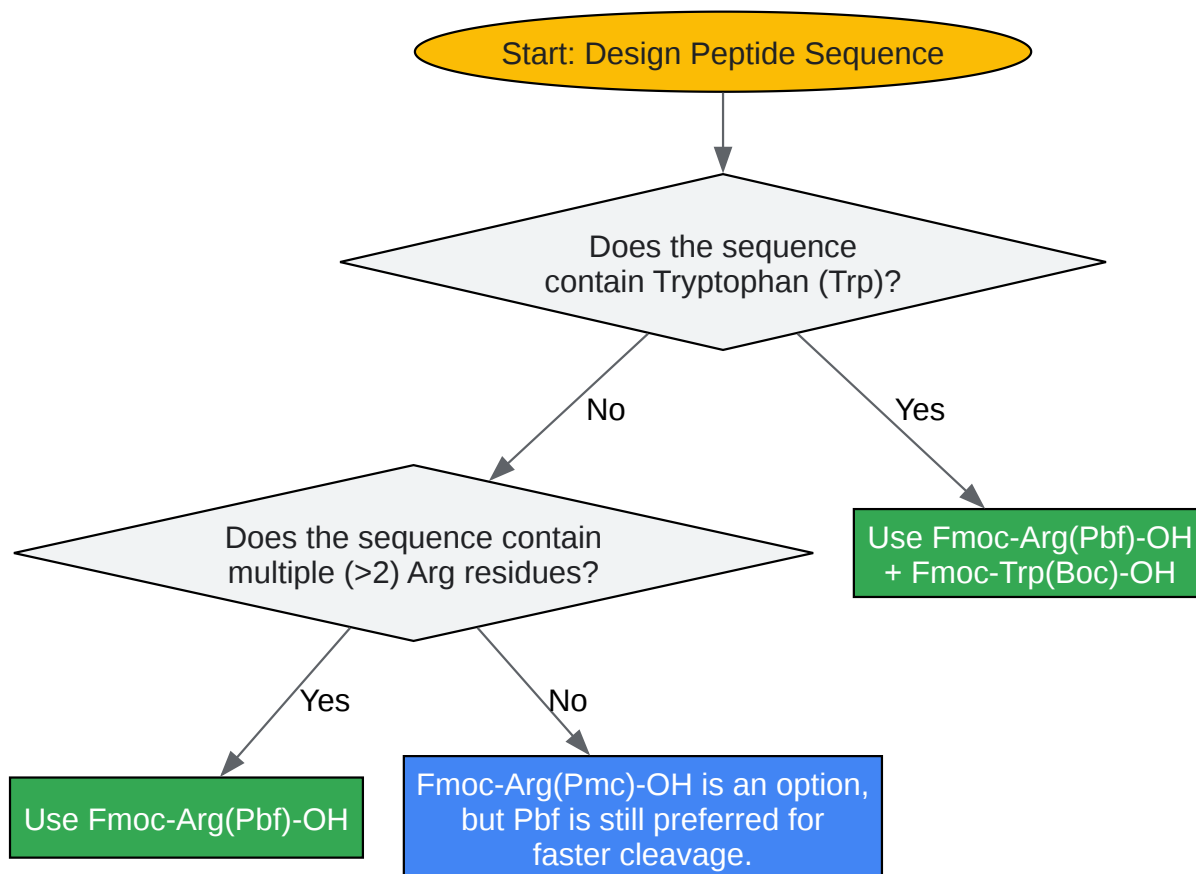 Start: Design Peptide Sequence
Does the sequence
contain Tryptophan (Trp)?
No
Yes
Does the sequence contain
multiple (>2) Arg residues?
Use Fmoc-Arg(Pbf)-OH
+ Fmoc-Trp(Boc)-OH
Yes
No
Use Fmoc-Arg(Pbf)-OH
Fmoc-Arg(Pmc)-OH is an option,
but Pbf is still preferred for
faster cleavage.